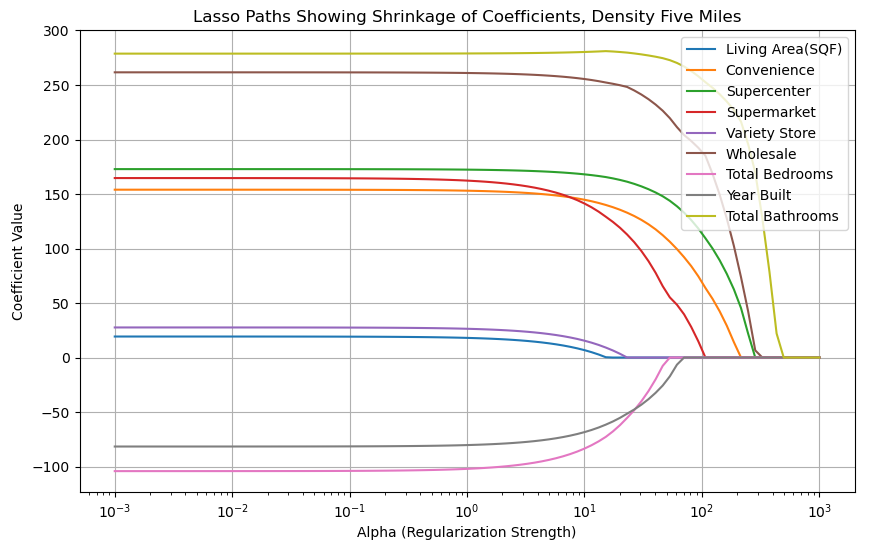 Lasso Paths Showing Shrinkage of Coefficients, Density Five Miles
300
250
200
150
100
50
0
−50
−100
Coefficient Value
Living Area(SQF)
Convenience
Supercenter
Supermarket
Variety Store
Wholesale
Total Bedrooms
Year Built
Total Bathrooms
10⁻³
10⁻²
10⁻¹
10⁰
10¹
10²
10³
Alpha (Regularization Strength)